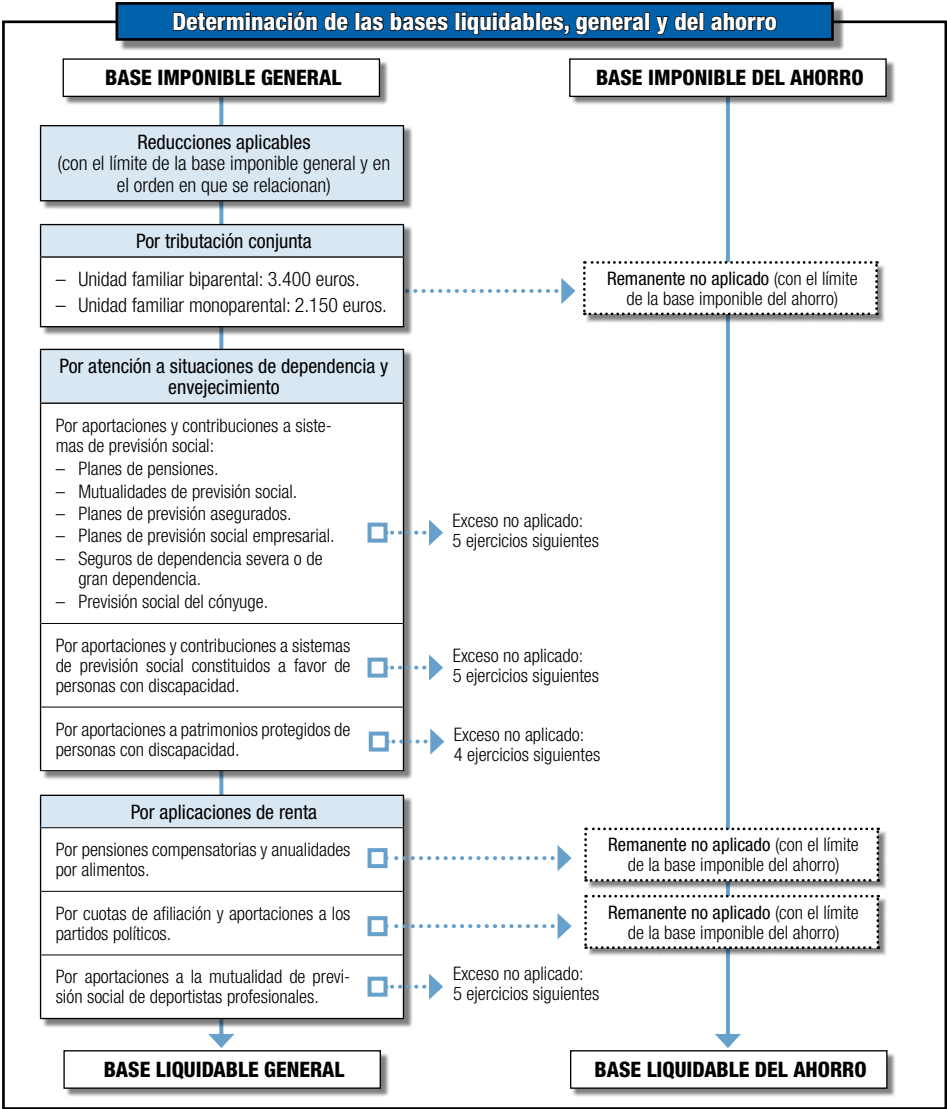 Determinación de las bases liquidables, general y del ahorro
BASE IMPONIBLE GENERAL
BASE IMPONIBLE DEL AHORRO
Reducciones aplicables
(con el límite de la base imponible general y en
el orden en que se relacionan)
Por tributación conjunta
– Unidad familiar biparental: 3.400 euros.
– Unidad familiar monoparental: 2.150 euros.
Remanente no aplicado (con el límite
de la base imponible del ahorro)
Por atención a situaciones de dependencia y
envejecimiento
Por aportaciones y contribuciones a siste-
mas de previsión social:
– Planes de pensiones.
– Mutualidades de previsión social.
– Planes de previsión asegurados.
– Planes de previsión social empresarial.
– Seguros de dependencia severa o de
gran dependencia.
– Previsión social del cónyuge.
Exceso no aplicado:
5 ejercicios siguientes
Por aportaciones y contribuciones a sistemas
de previsión social constituidos a favor de
personas con discapacidad.
Exceso no aplicado:
5 ejercicios siguientes
Por aportaciones a patrimonios protegidos de
personas con discapacidad.
Exceso no aplicado:
4 ejercicios siguientes
Por aplicaciones de renta
Por pensiones compensatorias y anualidades
por alimentos.
Remanente no aplicado (con el límite
de la base imponible del ahorro)
Por cuotas de afiliación y aportaciones a los
partidos políticos.
Remanente no aplicado (con el límite
de la base imponible del ahorro)
Por aportaciones a la mutualidad de previ-
sión social de deportistas profesionales.
Exceso no aplicado:
5 ejercicios siguientes
BASE LIQUIDABLE GENERAL
BASE LIQUIDABLE DEL AHORRO